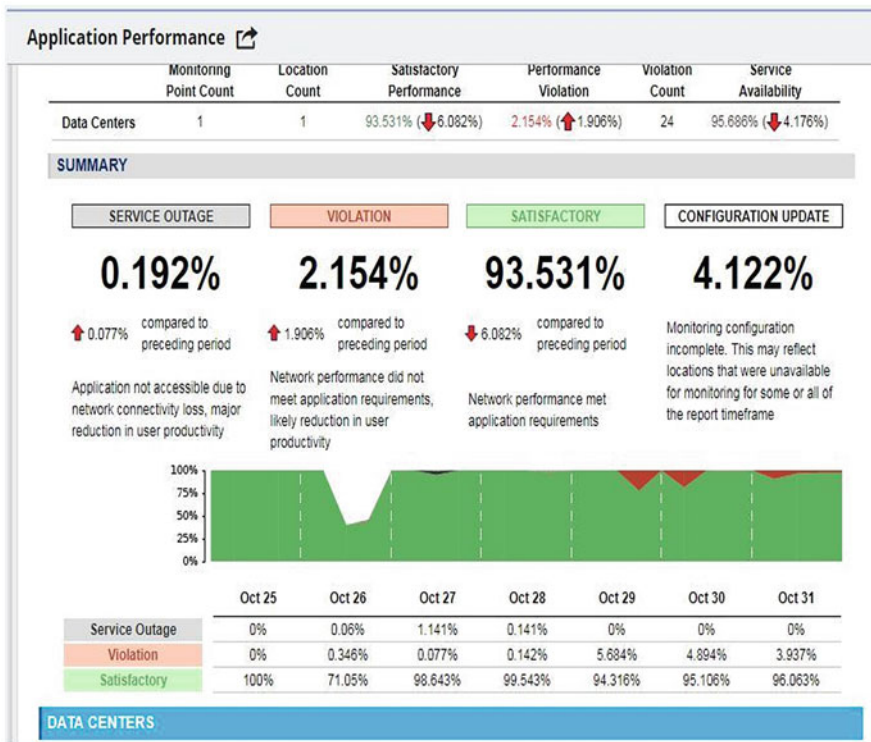 Application Performance
Monitoring Location Satisfactory Performance Violation Service
Point Count Count Performance Violation Count Availability
Data Centers 1 1 93.531% (6.082%) 2.154% (1.906%) 24 95.686% (4.176%)
SUMMARY
SERVICE OUTAGE VIOLATION SATISFACTORY CONFIGURATION UPDATE
0.192% 2.154% 93.531% 4.122%
0.077% compared to
preceding period
Application not accessible due to
network connectivity loss, major
reduction in user productivity
1.906% compared to
preceding period
Network performance did not
meet application requirements,
likely reduction in user
productivity
6.082% compared to
preceding period
Network performance met
application requirements
Monitoring configuration
incomplete. This may reflect
locations that were unavailable
for monitoring for some or all of
the report timeframe
100%
75%
50%
25%
0%
Oct 25 Oct 26 Oct 27 Oct 28 Oct 29 Oct 30 Oct 31
Service Outage 0% 0.06% 1.141% 0.141% 0% 0% 0%
Violation 0% 0.346% 0.077% 0.142% 5.684% 4.894% 3.937%
Satisfactory 100% 71.05% 98.643% 99.543% 94.316% 95.106% 96.063%
DATA CENTERS